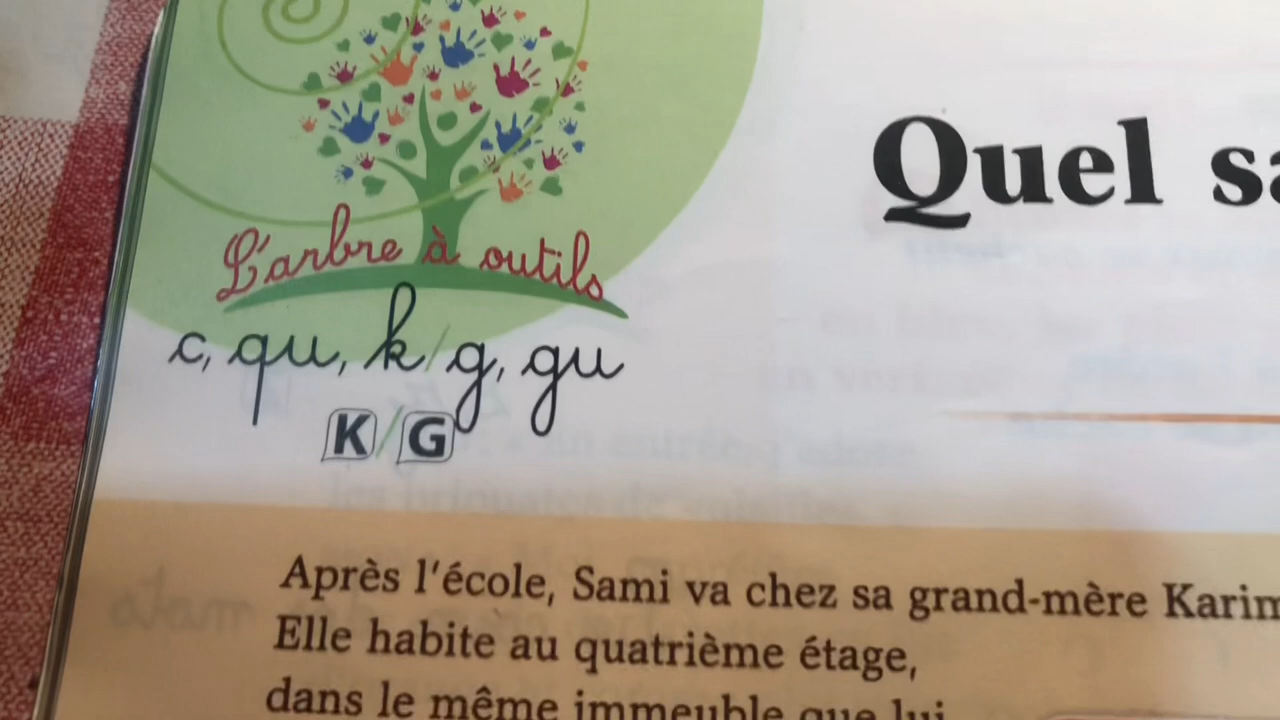 L'arbre à outils
c, qu, k/g, gu
K/G
Quel
Après l'école, Sami va chez sa grand-mère
Elle habite au quatrième étage,
dans le même immeuble que lui